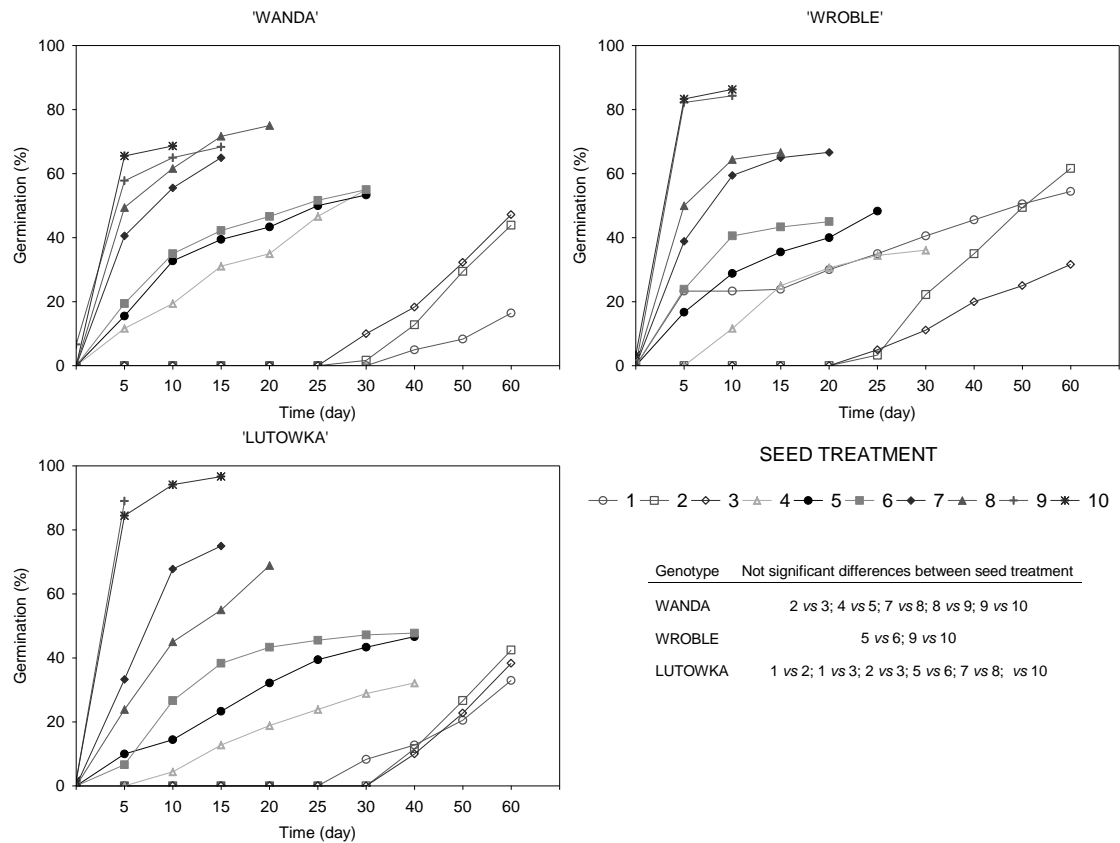 'WANDA'
100
80
60
40
20
0
Germination (%)
5 10 15 20 25 30 40 50 60
Time (day)
'WROBLE'
100
80
60
40
20
0
Germination (%)
5 10 15 20 25 30 40 50 60
Time (day)
'LUTOWKA'
100
80
60
40
20
0
Germination (%)
5 10 15 20 25 30 40 50 60
Time (day)
SEED TREATMENT
1 2 3 4 5 6 7 8 9 10
Genotype Not significant differences between seed treatment
WANDA 2 vs 3; 4 vs 5; 7 vs 8; 8 vs 9; 9 vs 10
WROBLE 5 vs 6; 9 vs 10
LUTOWKA 1 vs 2; 1 vs 3; 2 vs 3; 5 vs 6; 7 vs 8; vs 10